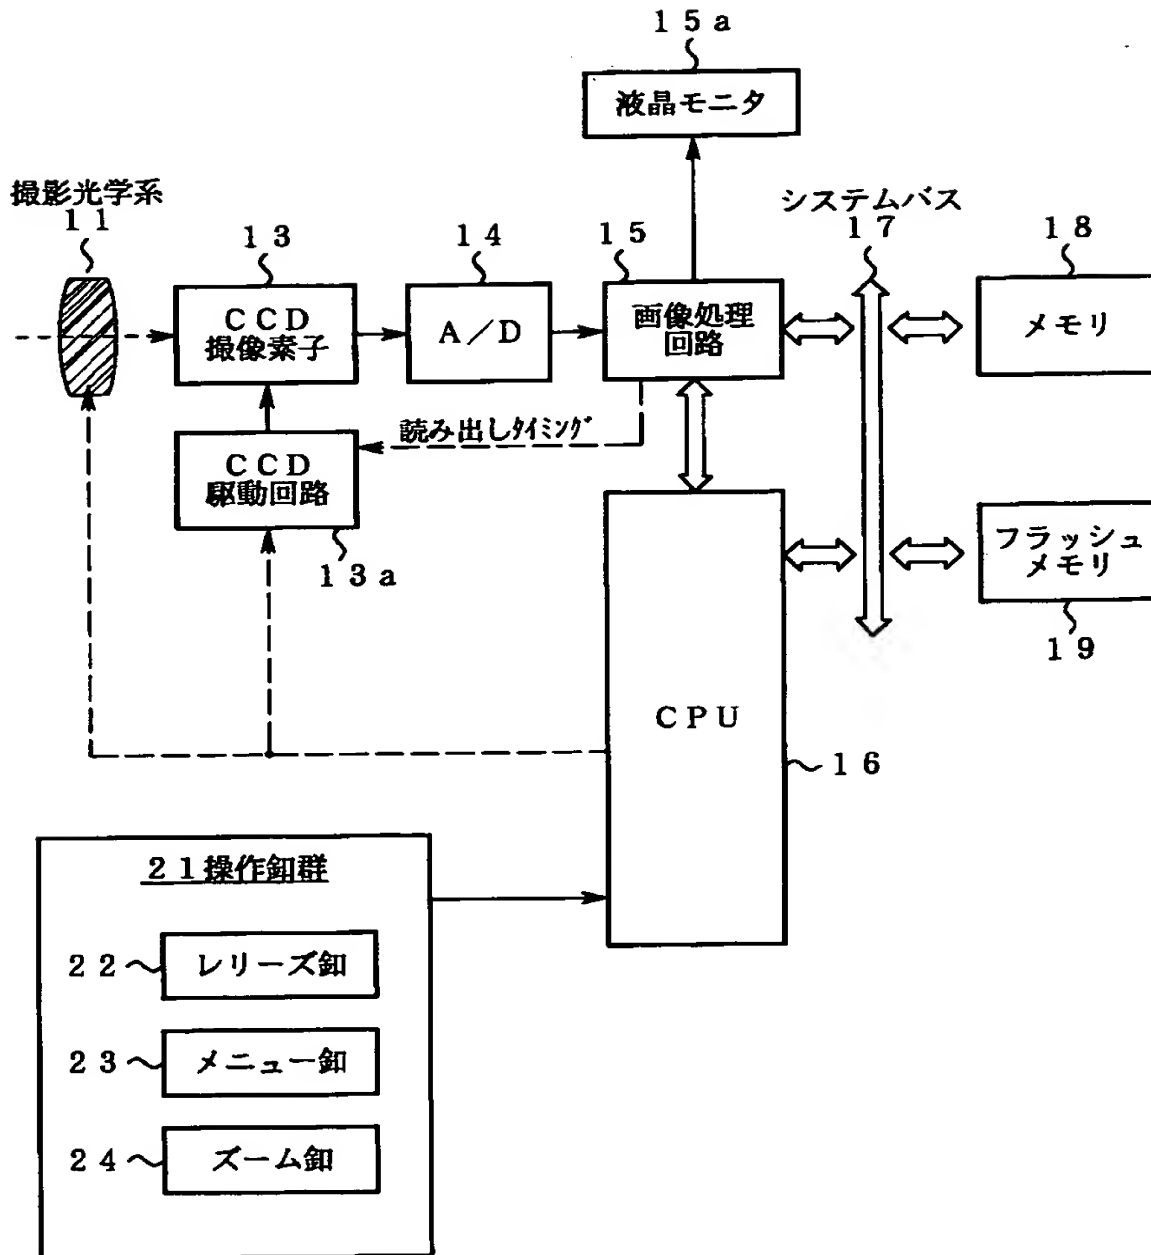 １５ａ
液晶モニタ
撮影光学系
１１
１３
１４
１５
システムバス
１７
１８
ＣＣＤ
撮像素子
Ａ／Ｄ
画像処理
回路
メモリ
読み出しﾀｲﾐﾝｸﾞ
ＣＣＤ
駆動回路
１３ａ
フラッシュ
メモリ
１９
ＣＰＵ
１６
２１操作釦群
２２
レリーズ釦
２３
メニュー釦
２４
ズーム釦